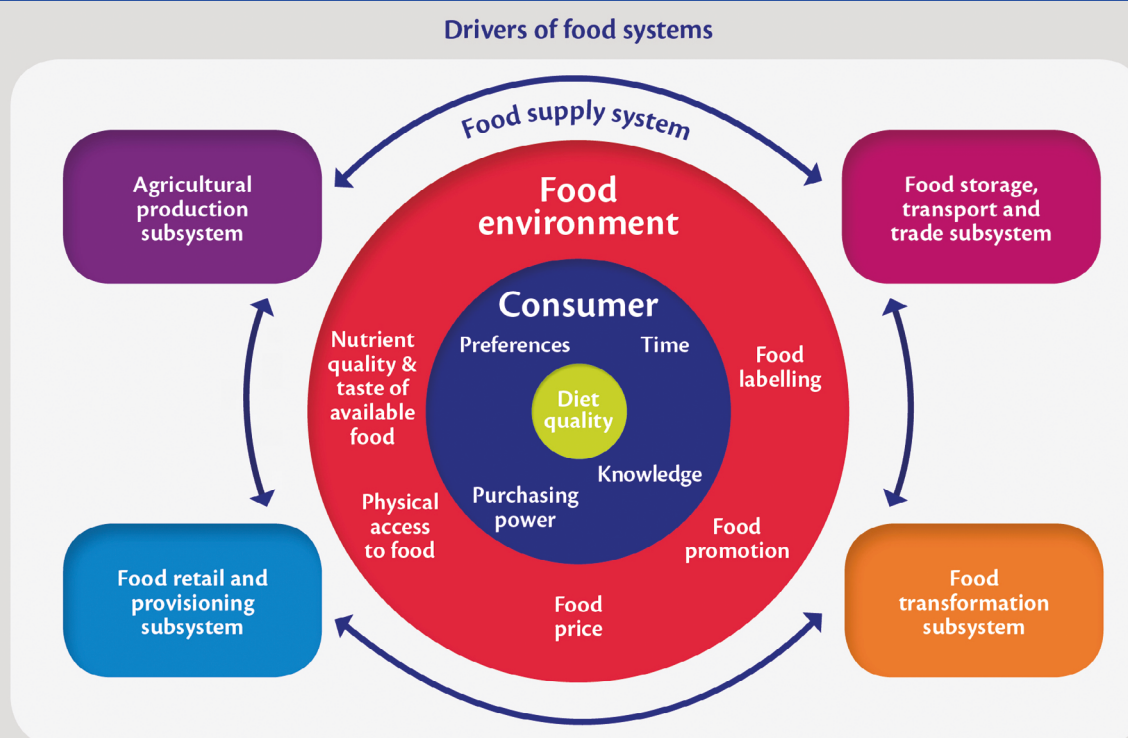 Drivers of food systems
Food supply system
Agricultural
production
subsystem
Food storage,
transport and
trade subsystem
Food
environment
Consumer
Preferences
Time
Nutrient
quality &
taste of
available
food
Food
labelling
Diet
quality
Knowledge
Purchasing
power
Physical
access
to food
Food
promotion
Food
price
Food retail and
provisioning
subsystem
Food
transformation
subsystem